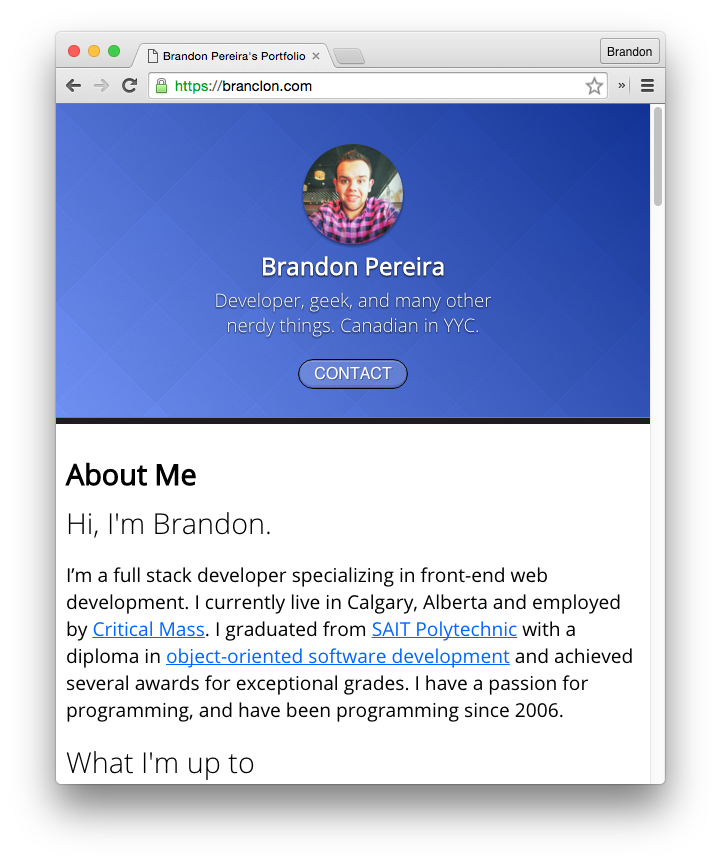 Brandon Pereira's Portfolio
Brandon
https://branclon.com
Brandon Pereira
Developer, geek, and many other
nerdy things. Canadian in YYC.
CONTACT
About Me
Hi, I'm Brandon.
I’m a full stack developer specializing in front-end web
development. I currently live in Calgary, Alberta and employed
by Critical Mass. I graduated from SAIT Polytechnic with a
diploma in object-oriented software development and achieved
several awards for exceptional grades. I have a passion for
programming, and have been programming since 2006.
What I'm up to